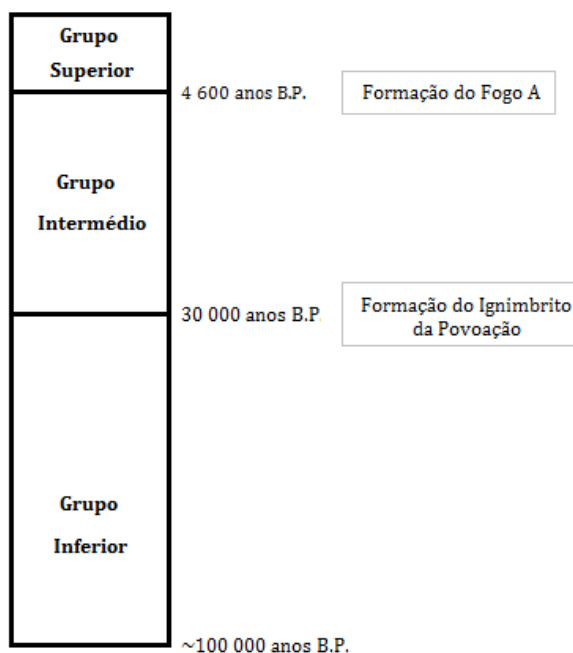 Grupo
Superior
4 600 anos B.P.
Formação do Fogo A
Grupo
Intermédio
30 000 anos B.P.
Formação do Ignimbrito
da Povoação
Grupo
Inferior
~100 000 anos B.P.